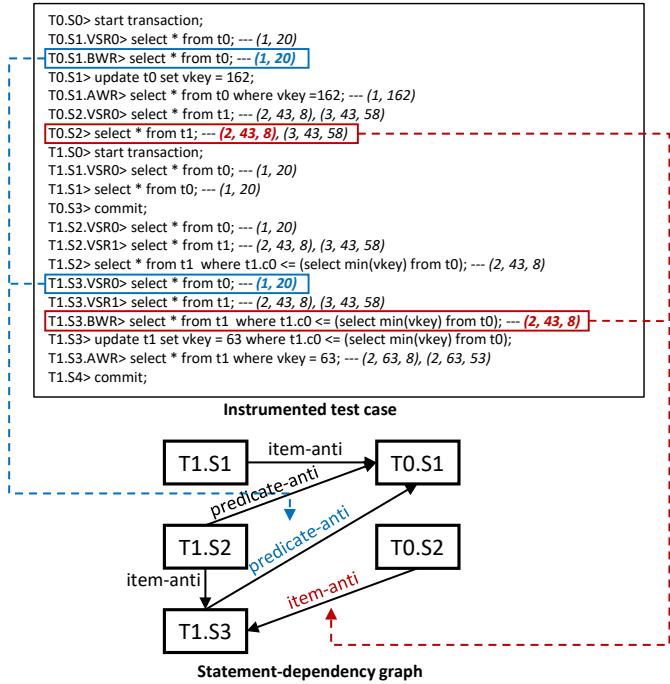 T0.S0> start transaction;
T0.S1.VSR0> select * from t0; --- (1, 20)
T0.S1.BWR> select * from t0; --- (1, 20)
T0.S1> update t0 set vkey = 162;
T0.S1.AWR> select * from t0 where vkey =162; --- (1, 162)
T0.S2.VSR0> select * from t1; --- (2, 43, 8), (3, 43, 58)
T0.S2> select * from t1; --- (2, 43, 8), (3, 43, 58)
T1.S0> start transaction;
T1.S1.VSR0> select * from t0; --- (1, 20)
T1.S1> select * from t0; --- (1, 20)
T0.S3> commit;
T1.S2.VSR0> select * from t0; --- (1, 20)
T1.S2.VSR1> select * from t1; --- (2, 43, 8), (3, 43, 58)
T1.S2> select * from t1 where t1.c0 <= (select min(vkey) from t0); --- (2, 43, 8)
T1.S3.VSR0> select * from t0; --- (1, 20)
T1.S3.VSR1> select * from t1; --- (2, 43, 8), (3, 43, 58)
T1.S3.BWR> select * from t1 where t1.c0 <= (select min(vkey) from t0); --- (2, 43, 8)
T1.S3> update t1 set vkey = 63 where t1.c0 <= (select min(vkey) from t0);
T1.S3.AWR> select * from t1 where vkey = 63; --- (2, 63, 8), (2, 63, 53)
T1.S4> commit;
Instrumented test case
T1.S1
item-anti
T0.S1
predicate-anti
T1.S2
predicate-anti
T0.S2
item-anti
item-anti
T1.S3
Statement-dependency graph